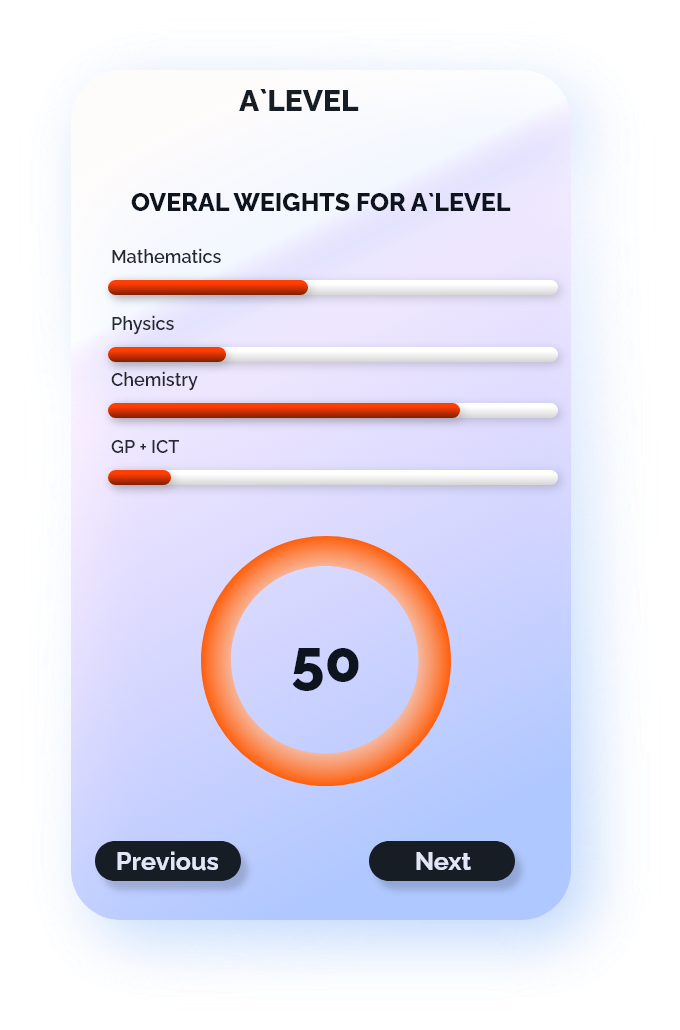 A`LEVEL
OVERAL WEIGHTS FOR A`LEVEL
Mathematics
Physics
Chemistry
GP + ICT
50
Previous
Next